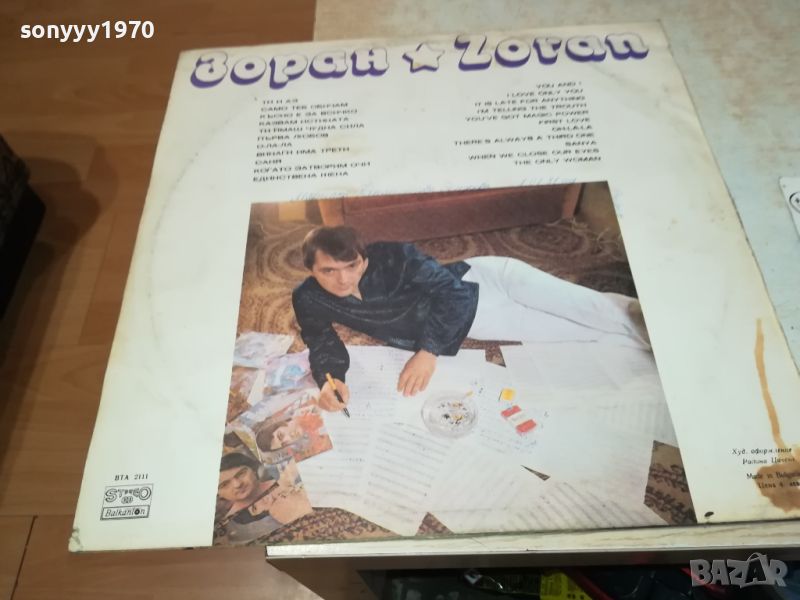 sonyyy1970
Зоран ★ Zoran
ТИ И АЗ
САМО ТЕБ ОБИЧАМ
КЪСНО Е ЗА ВСИЧКО
КАЗВАМ ИСТИНАТА
ТИ ИМАШ ЧУДНА СИЛА
ПЪРВА ЛЮБОВ
О-ЛА-ЛА
ВИНАГИ ИМА ТРЕТИ
САНЯ
КОГАТО ЗАТВОРИМ ОЧИ
ЕДИНСТВЕНА ЖЕНА
YOU AND I
I LOVE ONLY YOU
IT IS LATE FOR ANYTHING
I'M TELLING THE TROUTH
YOU'VE GOT MAGIC POWER
FIRST LOVE
OH-LA-LA
THERE'S ALWAYS A THIRD ONE
SANYA
WHEN WE CLOSE OUR EYES
THE ONLY WOMAN
ВТА 2111
STEREO
Balkanton
Худ. оформление
Made in Bulgaria
Цена
BAZAR